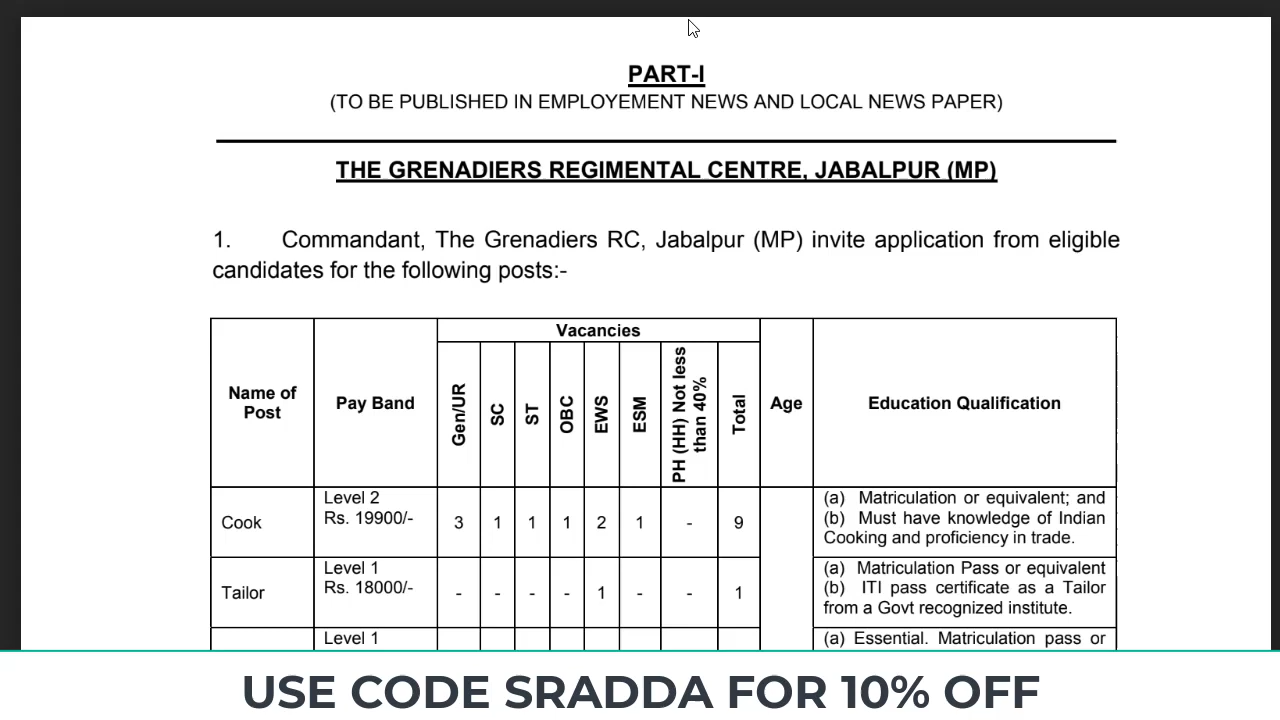 PART-I
(TO BE PUBLISHED IN EMPLOYEMENT NEWS AND LOCAL NEWS PAPER)
THE GRENADIERS REGIMENTAL CENTRE, JABALPUR (MP)
1. Commandant, The Grenadiers RC, Jabalpur (MP) invite application from eligible
candidates for the following posts:-
Name of
Post
Pay Band
Vacancies
Gen/UR
SC
ST
OBC
EWS
ESM
PH (HH) Not less
than 40%
Total
Age
Education Qualification
Cook
Level 2
Rs. 19900/-
3 1 1 1 2 1 - 9
(a) Matriculation or equivalent; and
(b) Must have knowledge of Indian
Cooking and proficiency in trade.
Tailor
Level 1
Rs. 18000/-
- - - - 1 - - 1
(a) Matriculation Pass or equivalent
(b) ITI pass certificate as a Tailor
from a Govt recognized institute.
Level 1
(a) Essential. Matriculation pass or
USE CODE SRADDA FOR 10% OFF